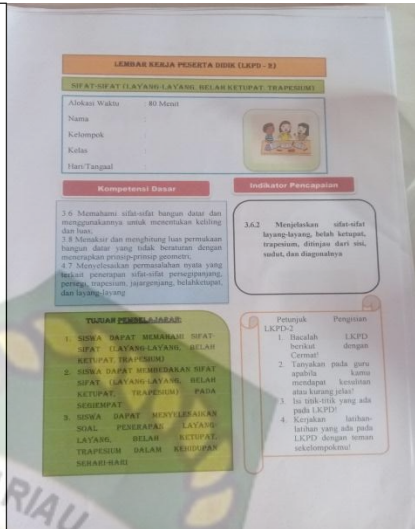 LEMBAR KERJA PESERTA DIDIK (LKPD - 2)
SIFAT-SIFAT (LAYANG-LAYANG, BELAH KETUPAT, TRAPESIUM)
Alokasi Waktu : 80 Menit
Nama
Kelompok
Kelas
Hari/Tanggal
Kompetensi Dasar
3.6 Memahami sifat-sifat bangun datar dan
menggunakannya untuk menentukan keliling
dan luas;
3.8 Menaksir dan menghitung luas permukaan
bangun datar yang tidak beraturan dengan
menerapkan prinsip-prinsip geometri;
4.7 Menyelesaikan permasalahan nyata yang
terkait penerapan sifat-sifat persegipanjang,
persegi, trapesium, jajargenjang, belahketupat,
dan layang-layang
Indikator Pencapaian
3.6.2 Menjelaskan sifat-sifat
layang-layang, belah ketupat,
trapesium, ditinjau dari sisi,
sudut, dan diagonalnya
TUJUAN PEMBELAJARAN
1. SISWA DAPAT MEMAHAMI SIFAT-
SIFAT (LAYANG-LAYANG, BELAH
KETUPAT, TRAPESIUM)
2. SISWA DAPAT MEMBEDAKAN SIFAT
SIFAT (LAYANG-LAYANG, BELAH
KETUPAT, TRAPESIUM) PADA
SEGIEMPAT
3. SISWA DAPAT MENYELESAIKAN
SOAL PENERAPAN LAYANG-
LAYANG, BELAH KETUPAT,
TRAPESIUM DALAM KEHIDUPAN
SEHARI-HARI
Petunjuk Pengisian
LKPD-2
1. Bacalah LKPD
berikut dengan
Cermat!
2. Tanyakan pada guru
apabila kamu
mendapat kesulitan
atau kurang jelas!
3. Isi titik-titik yang ada
pada LKPD!
4. Kerjakan latihan-
latihan yang ada pada
LKPD dengan teman
sekelompokmu!
RIAU